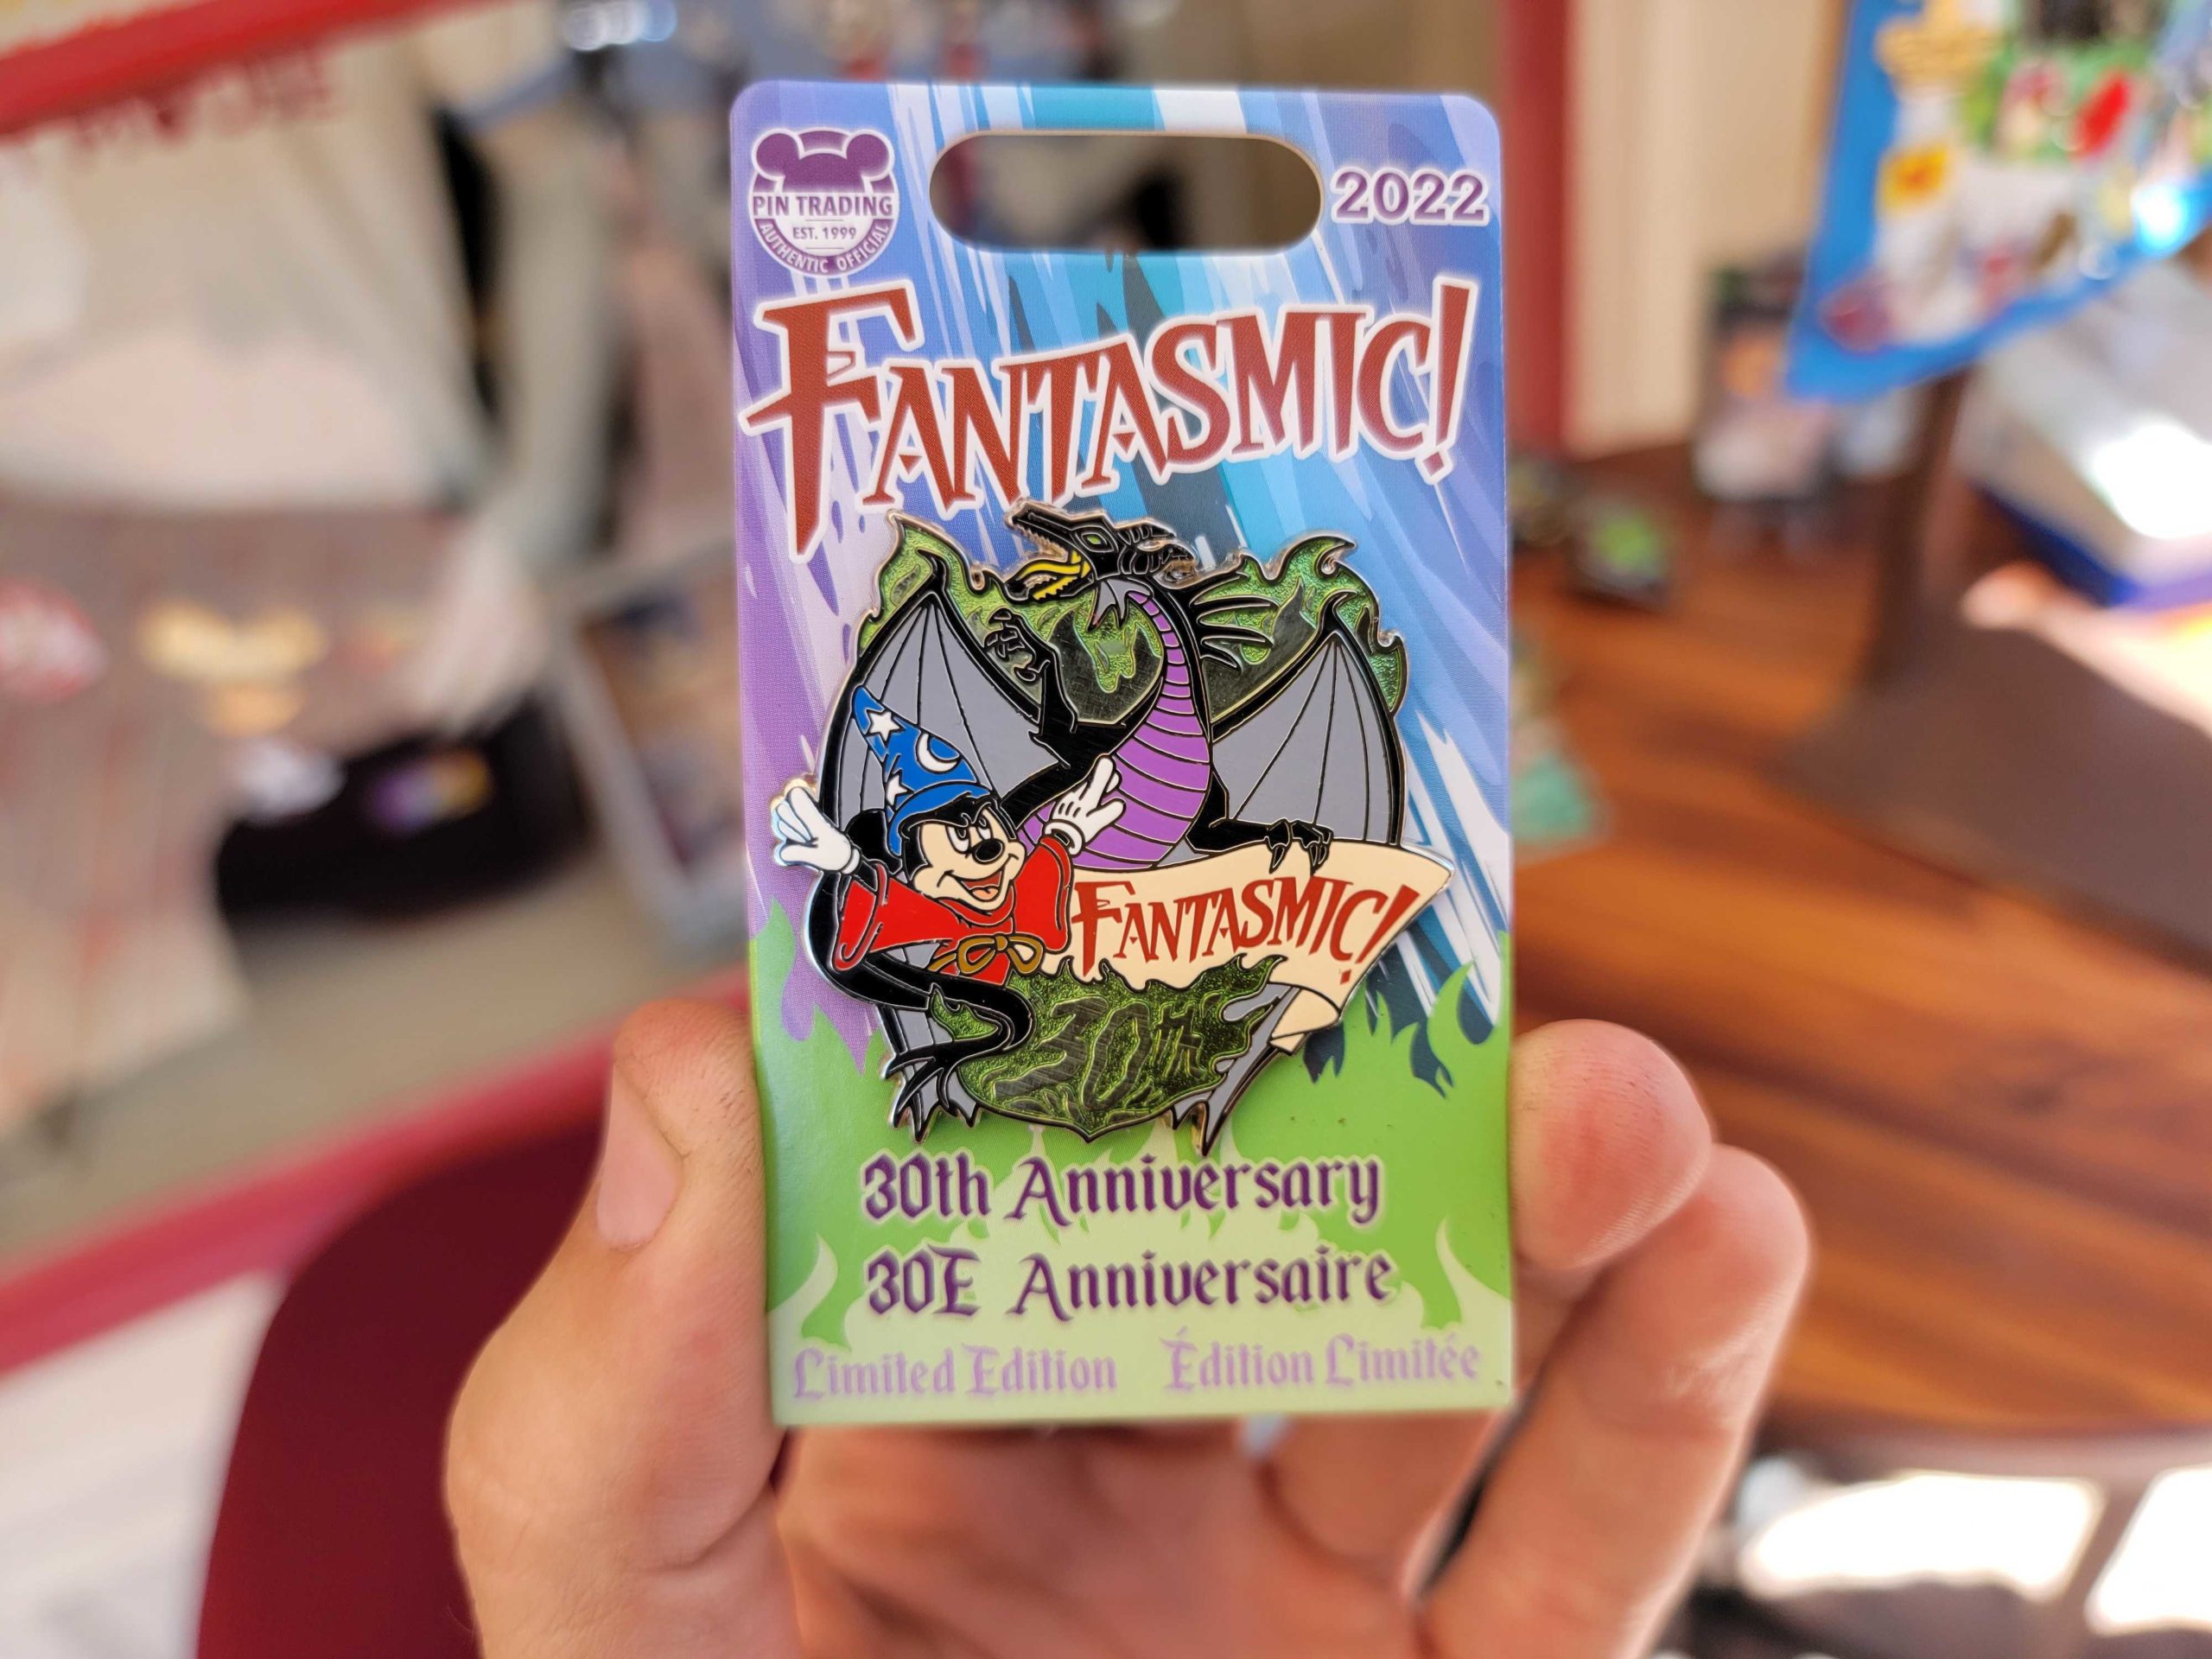 PIN TRADING
EST. 1999
AUTHENTIC OFFICIAL
2022
FANTASMIC!
FANTASMIC!
30th
30th Anniversary
30E Anniversaire
Limited Edition Édition Limitée